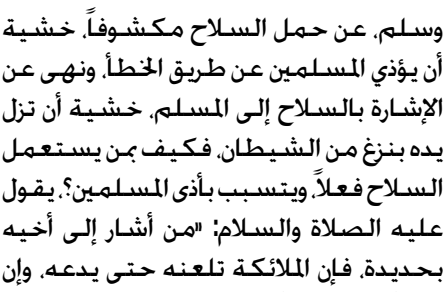 وسلم، عن حمل السلاح مكشوفاً، خشية
أن يؤذي المسلمين عن طريق الخطأ، ونهى عن
الإشارة بالسلاح إلى المسلم، خشية أن تزل
يده بنزغ من الشيطان، فكيف بمن يستعمل
السلاح فعلاً، ويتسبب بأذى المسلمين؟، يقول
عليه الصلاة والسلام: «من أشار إلى أخيه
بحديدة، فإن الملائكة تلعنه حتى يدعه، وإن